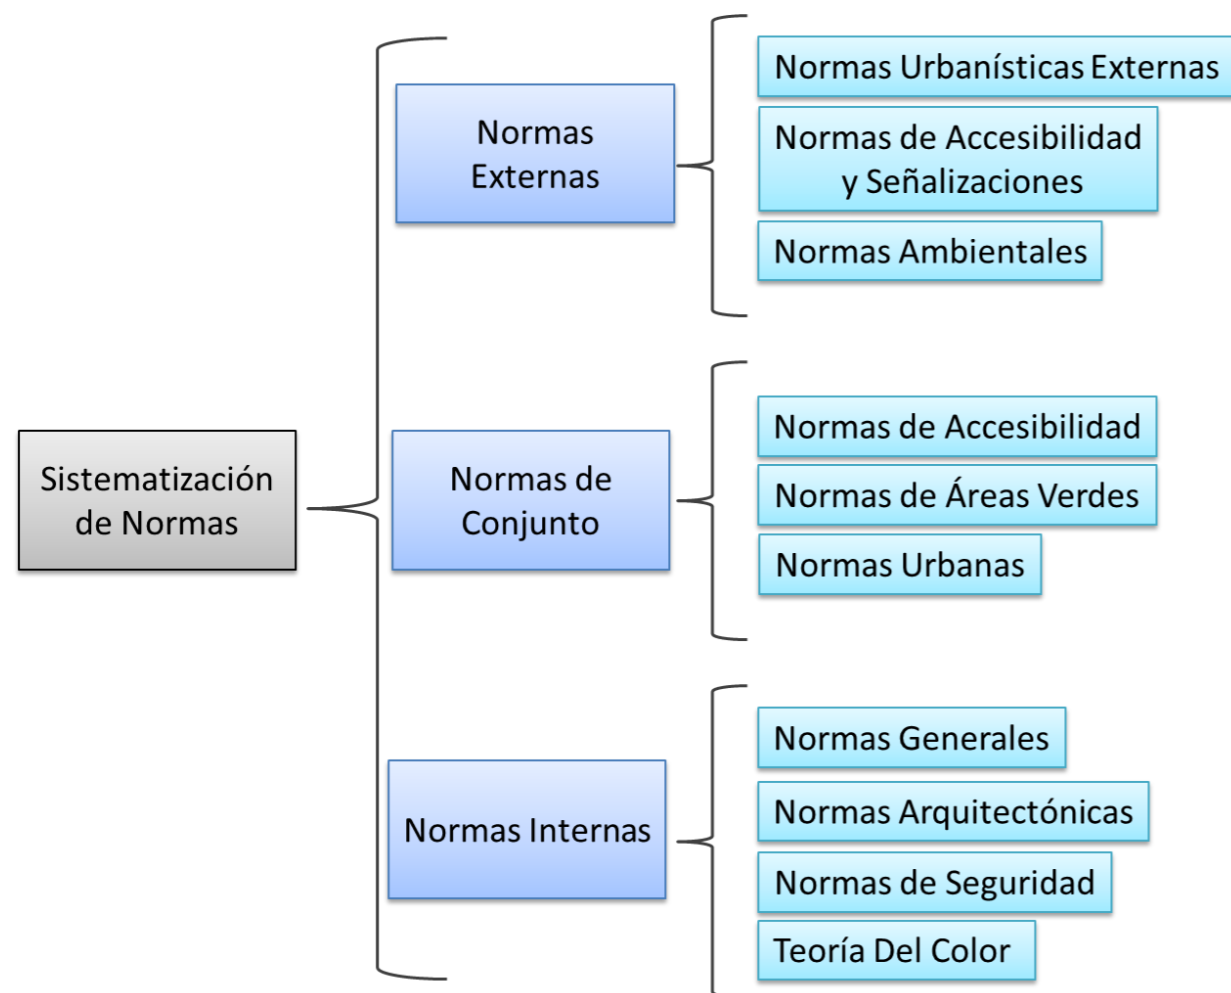 Sistematización
de Normas
Normas
Externas
Normas Urbanísticas Externas
Normas de Accesibilidad
y Señalizaciones
Normas Ambientales
Normas de
Conjunto
Normas de Accesibilidad
Normas de Áreas Verdes
Normas Urbanas
Normas Internas
Normas Generales
Normas Arquitectónicas
Normas de Seguridad
Teoría Del Color